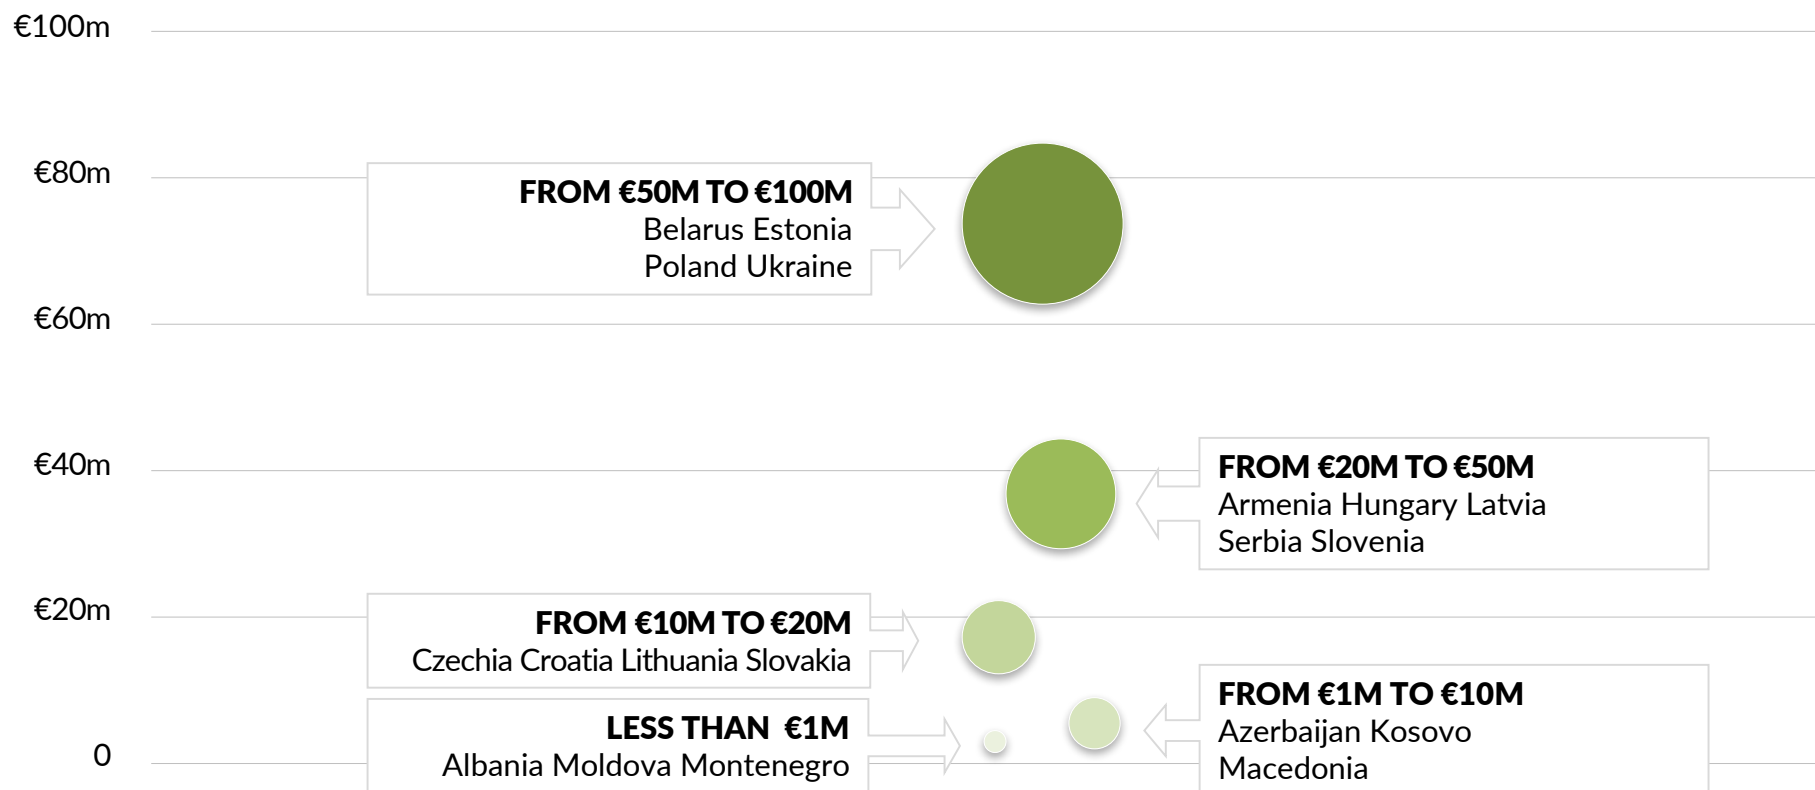 €100m
€80m
FROM €50M TO €100M
Belarus Estonia
Poland Ukraine
€60m
€40m
FROM €20M TO €50M
Armenia Hungary Latvia
Serbia Slovenia
€20m
FROM €10M TO €20M
Czechia Croatia Lithuania Slovakia
FROM €1M TO €10M
Azerbaijan Kosovo
Macedonia
LESS THAN €1M
Albania Moldova Montenegro
0